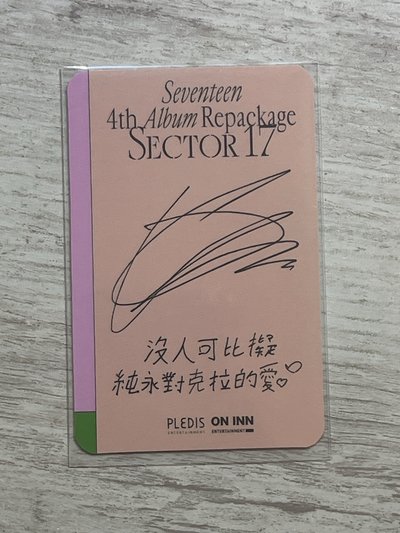 Seventeen
4th Album Repackage
SECTOR 17
沒人可比擬
純永對克拉的愛
PLEDIS ON INN
ENTERTAINMENT ENTERTAINMENT